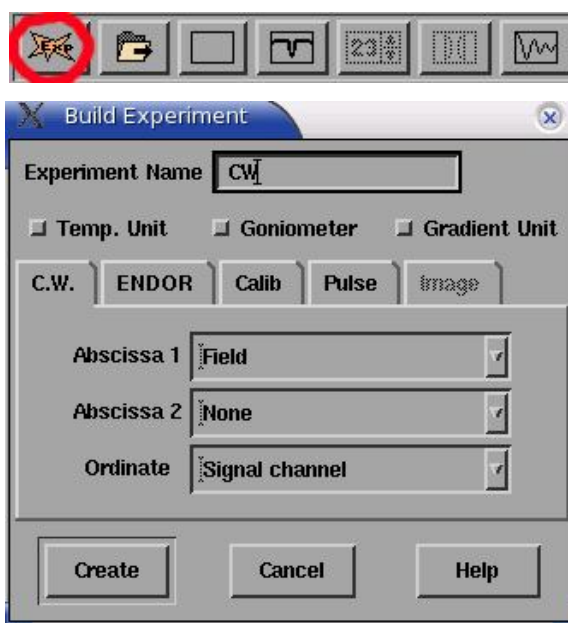 Exp 23
Build Experiment
Experiment Name CW
Temp. Unit Goniometer Gradient Unit
C.W. ENDOR Calib Pulse Image
Abscissa 1 Field
Abscissa 2 None
Ordinate Signal channel
Create Cancel Help